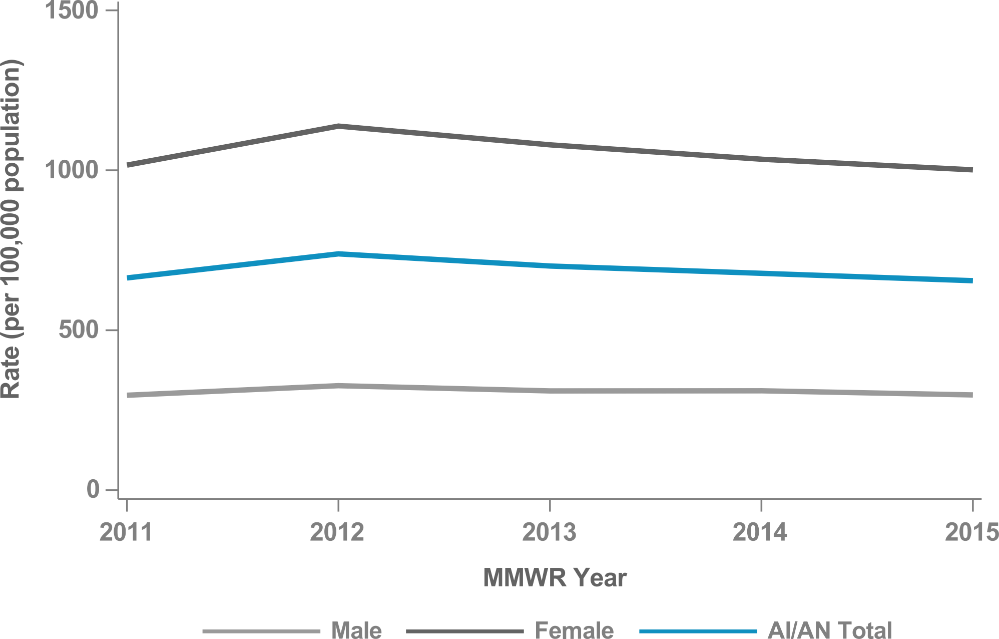 Rate (per 100,000 population)
1500
1000
500
0
2011 2012 2013 2014 2015
MMWR Year
Male Female AI/AN Total